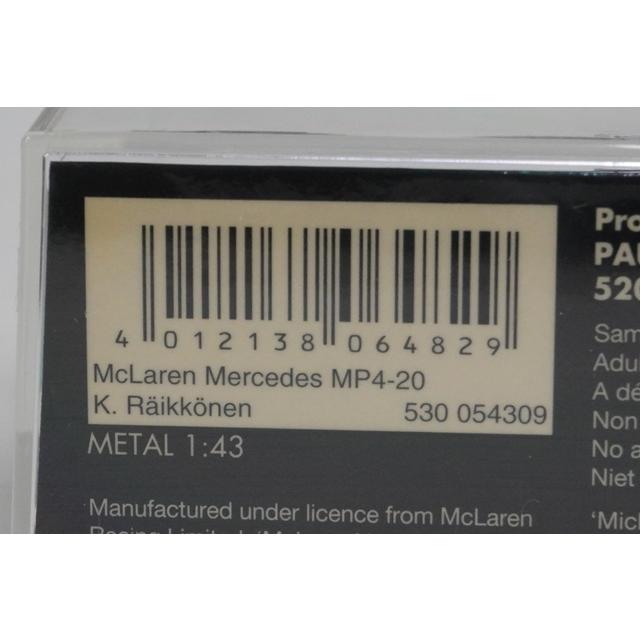 4 012138 064829
McLaren Mercedes MP4-20
K. Räikkönen 530 054309
METAL 1:43
Manufactured under licence from McLaren
Pro
PAU
520
Sam
Adu
A dé
Non
No a
Niet
'Mich